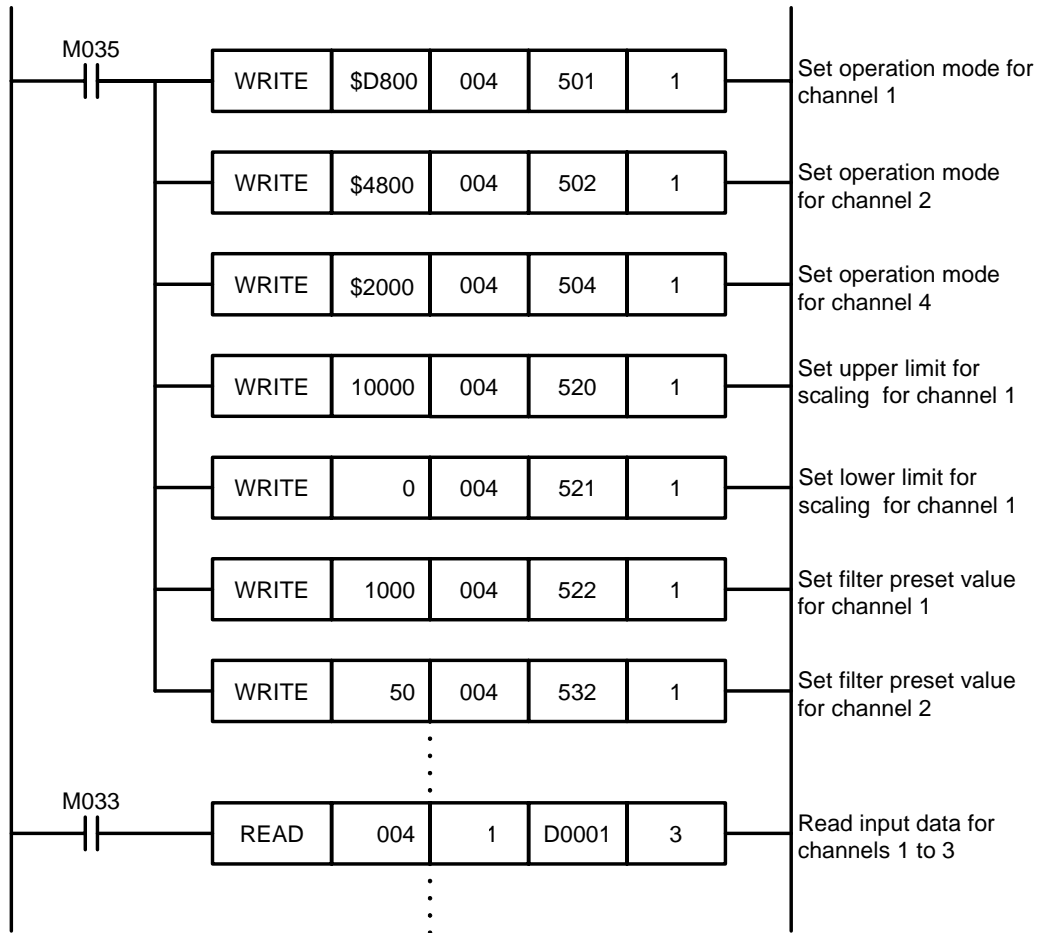 M035
WRITE $D800 004 501 1
Set operation mode for
channel 1
WRITE $4800 004 502 1
Set operation mode
for channel 2
WRITE $2000 004 504 1
Set operation mode
for channel 4
WRITE 10000 004 520 1
Set upper limit for
scaling for channel 1
WRITE 0 004 521 1
Set lower limit for
scaling for channel 1
WRITE 1000 004 522 1
Set filter preset value
for channel 1
WRITE 50 004 532 1
Set filter preset value
for channel 2
M033
READ 004 1 D0001 3
Read input data for
channels 1 to 3